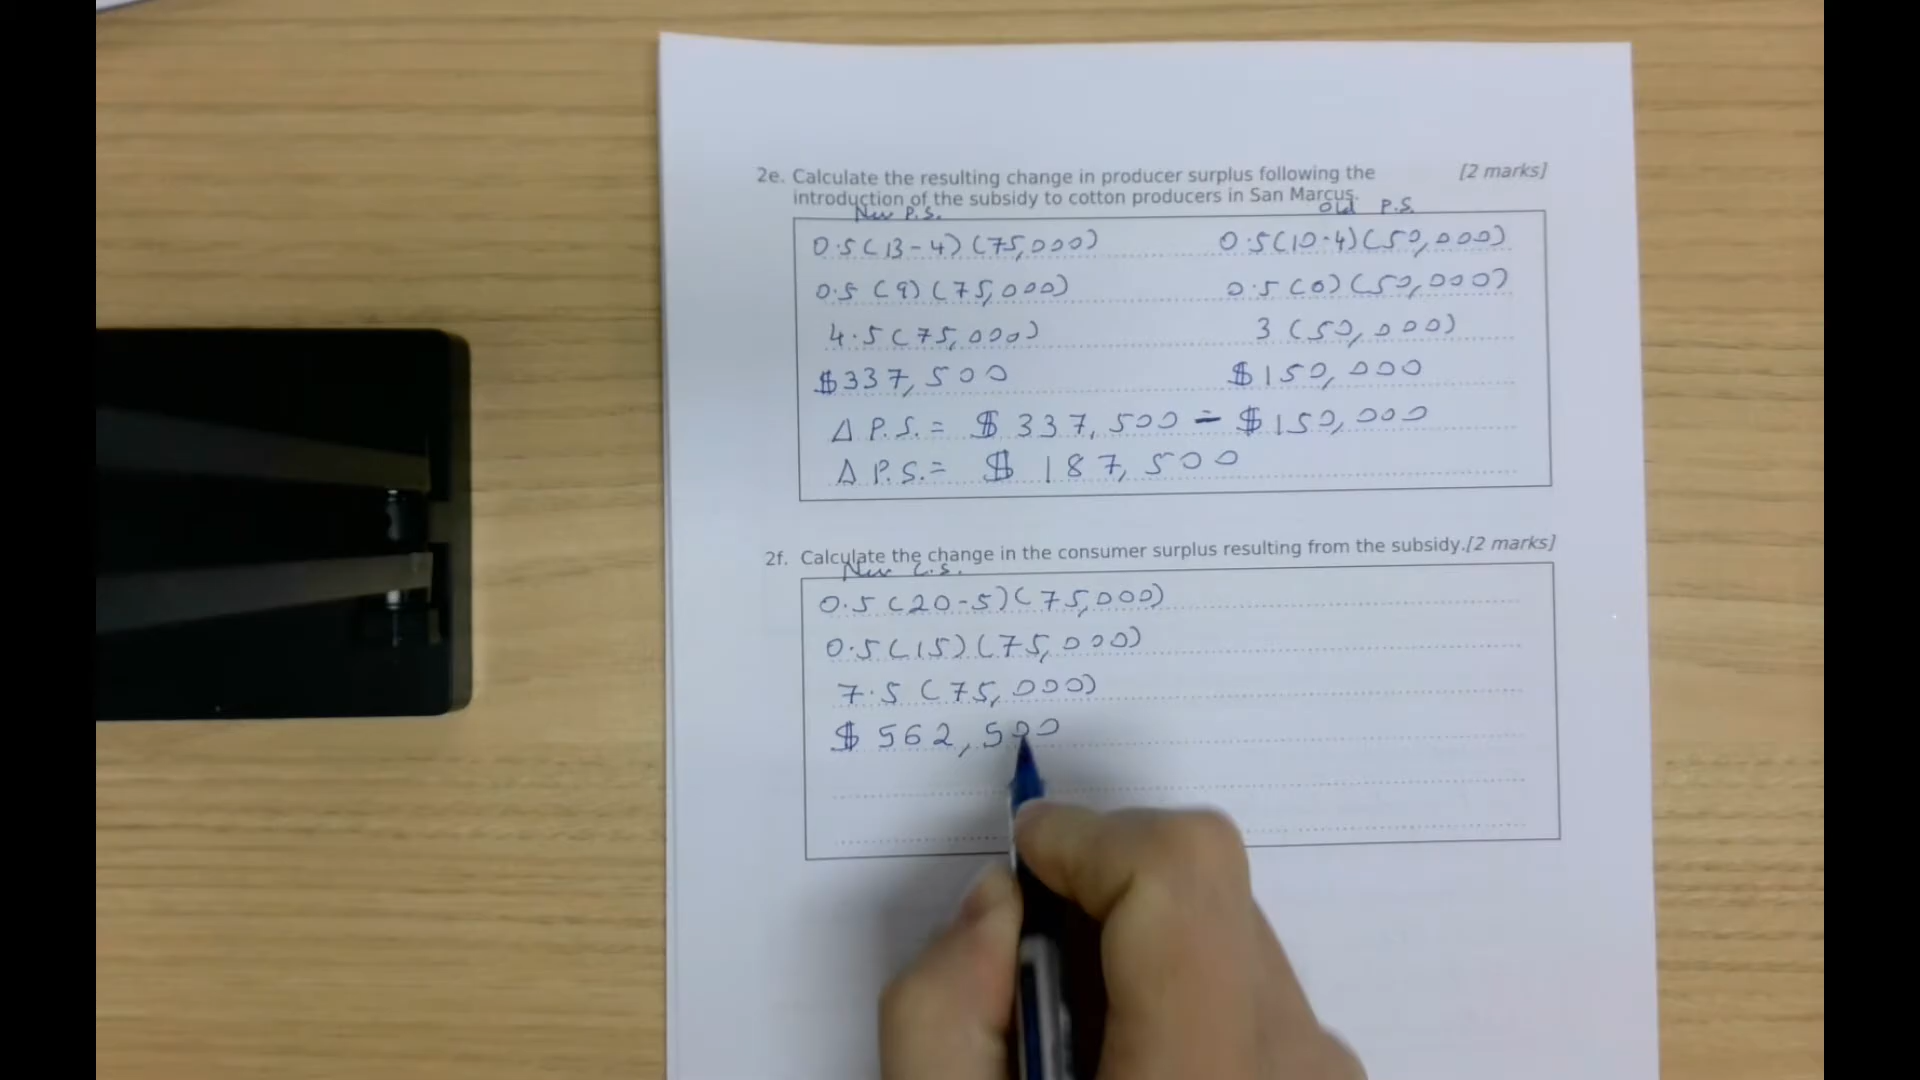 2e. Calculate the resulting change in producer surplus following the [2 marks]
introduction of the subsidy to cotton producers in San Marcus.
New P.S. Old P.S.
0.5(13-4)(75,000) 0.5(10-4)(50,000)
0.5(9)(75,000) 0.5(6)(50,000)
4.5(75,000) 3(50,000)
$337,500 $150,000
Δ P.S. = $337,500 - $150,000
Δ P.S. = $187,500
2f. Calculate the change in the consumer surplus resulting from the subsidy.[2 marks]
New C.S.
0.5(20-5)(75,000)
0.5(15)(75,000)
7.5(75,000)
$562,500